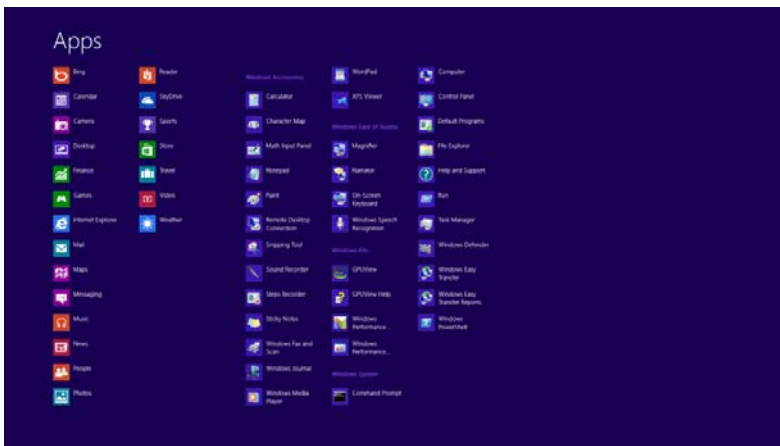 Apps
Bing
Calendar
Camera
Desktop
Finance
Games
Internet Explorer
Mail
Maps
Messaging
Music
News
People
Photos
Reader
SkyDrive
Sports
Store
Travel
Video
Weather
Windows Accessories
Calculator
Character Map
Math Input Panel
Notepad
Paint
Remote Desktop
Connection
Snipping Tool
Sound Recorder
Steps Recorder
Sticky Notes
Windows Fax and
Scan
Windows Journal
Windows Media
Player
WordPad
XPS Viewer
Windows Ease of Access
Magnifier
Narrator
On-Screen
Keyboard
Windows Speech
Recognition
Windows Kits
GPUView
GPUView Help
Windows
Performance...
Windows
Performance...
Windows System
Command Prompt
Computer
Control Panel
Default Programs
File Explorer
Help and Support
Run
Task Manager
Windows Defender
Windows Easy
Transfer
Windows Easy
Transfer Reports
Windows
PowerShell